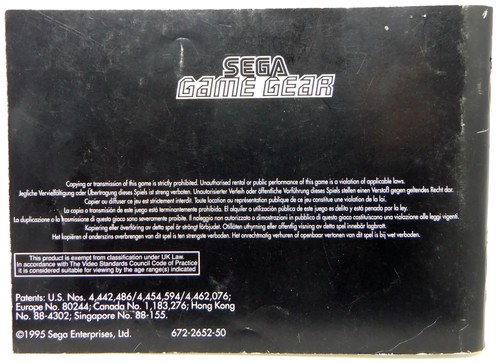 SEGA
GAME GEAR
Copying or transmission of this game is strictly prohibited. Unauthorised rental or public performance of this game is a violation of applicable laws.
Jegliche Vervielfältigung oder Übertragung dieses Spiels ist streng verboten. Unautorisierter Verleih oder öffentliche Vorführung dieses Spiels stellen einen Verstoß gegen geltendes Recht dar.
Copier ou diffuser ce jeu est strictement interdit. Toute location ou représentation publique de ce jeu constitue une violation de la loi.
La copia o transmisión de este juego está terminantemente prohibida. El alquiler o utilización pública de este juego es delito y está penado por la ley.
La duplicazione o la transmissione di questo gioco sono severamente proibite. Il noleggio non autorizzato o dimostrazioni in pubblico di questo gioco costituiscono una violazione alle leggi vigenti.
Kopiering eller överföring av detta spel är strängt förbjudet. Otillåten uthyrning eller offentlig visning av detta spel innebär lagbrott.
Het kopiëren of anderszins overbrengen van dit spel is ten strengste verboden. Het onrechtmatig verhuren of openbaar vertonen van dit spel is bij wet verboden.
This product is exempt from classification under UK Law.
In accordance with The Video Standards Council Code of Practice
it is considered suitable for viewing by the age range(s) indicated
Patents: U.S. Nos. 4,442,486/4,454,594/4,462,076;
Europe No. 80244; Canada No. 1,183,276; Hong Kong
No. 88-4302; Singapore No. 88-155.
©1995 Sega Enterprises, Ltd. 672-2652-50